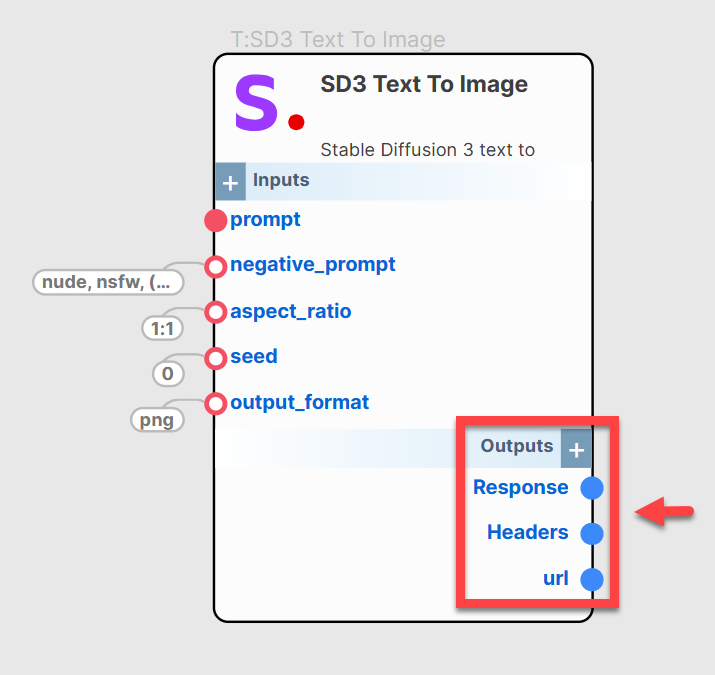 T:SD3 Text To Image
S.
SD3 Text To Image
Stable Diffusion 3 text to
+ Inputs
prompt
negative_prompt
nude, nsfw, (...
aspect_ratio
1:1
seed
0
output_format
png
Outputs +
Response
Headers
url